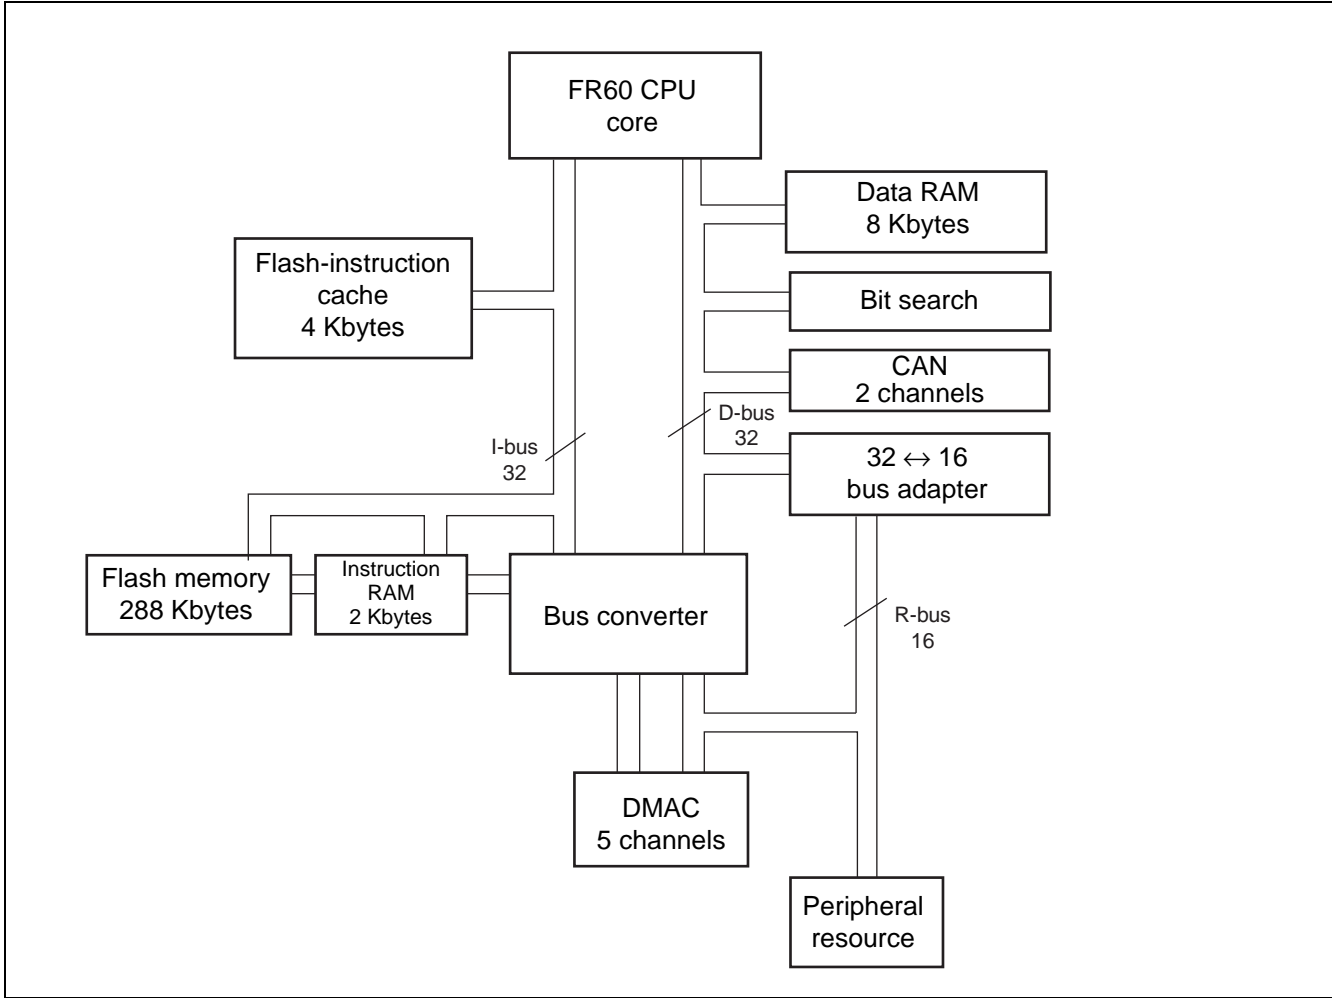 FR60 CPU
core
Data RAM
8 Kbytes
Flash-instruction
cache
4 Kbytes
Bit search
CAN
2 channels
D-bus
32
I-bus
32
32 ↔ 16
bus adapter
Flash memory
288 Kbytes
Instruction
RAM
2 Kbytes
Bus converter
R-bus
16
DMAC
5 channels
Peripheral
resource